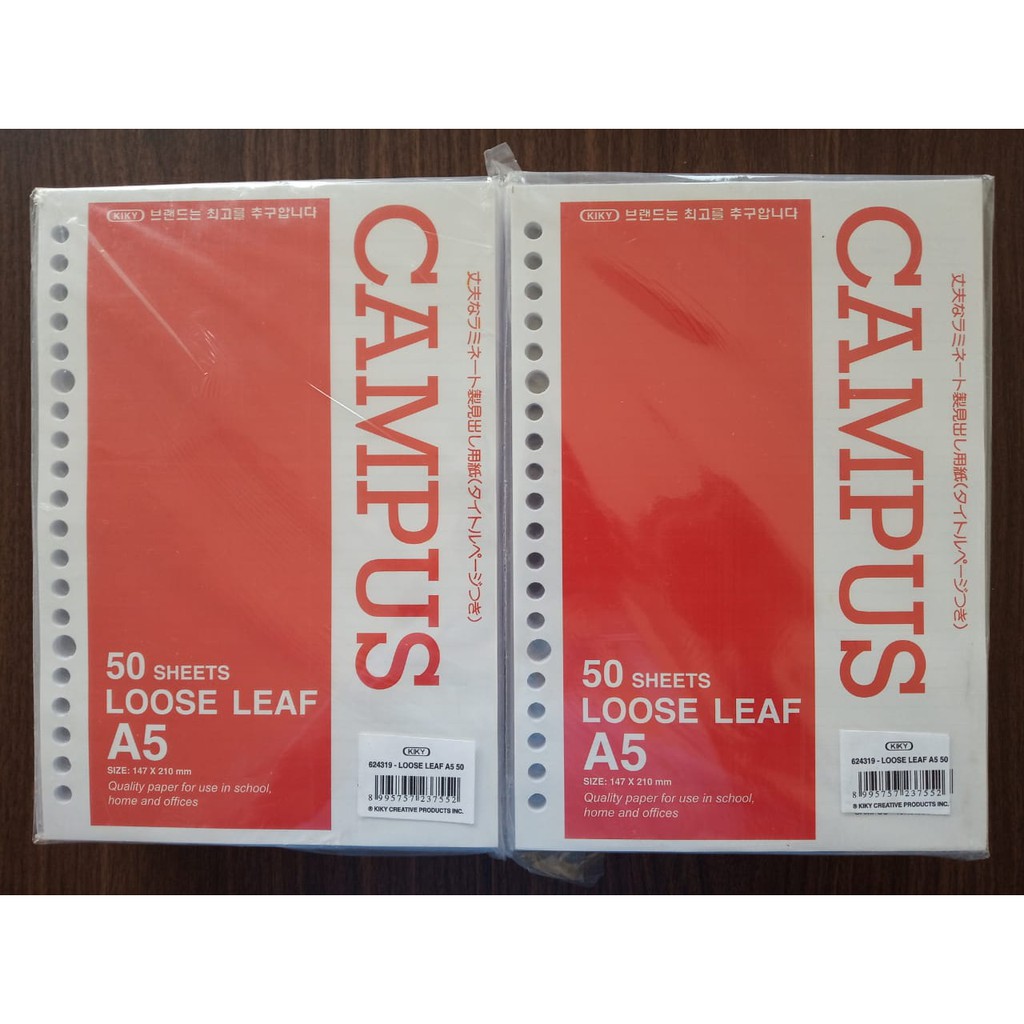 KIKY 브랜드는 최고를 추구합니다
CAMPUS
丈夫なラミネート製見出し用紙(タイトルページつき)
50 SHEETS
LOOSE LEAF
A5
SIZE: 147 X 210 mm
Quality paper for use in school,
home and offices
KIKY
624319 - LOOSE LEAF A5 50
8 995757 237552
® KIKY CREATIVE PRODUCTS INC.
KIKY 브랜드는 최고를 추구합니다
CAMPUS
丈夫なラミネート製見出し用紙(タイトルページつき)
50 SHEETS
LOOSE LEAF
A5
SIZE: 147 X 210 mm
Quality paper for use in school,
home and offices
KIKY
624319 - LOOSE LEAF A5 50
8 995757 237552
® KIKY CREATIVE PRODUCTS INC.